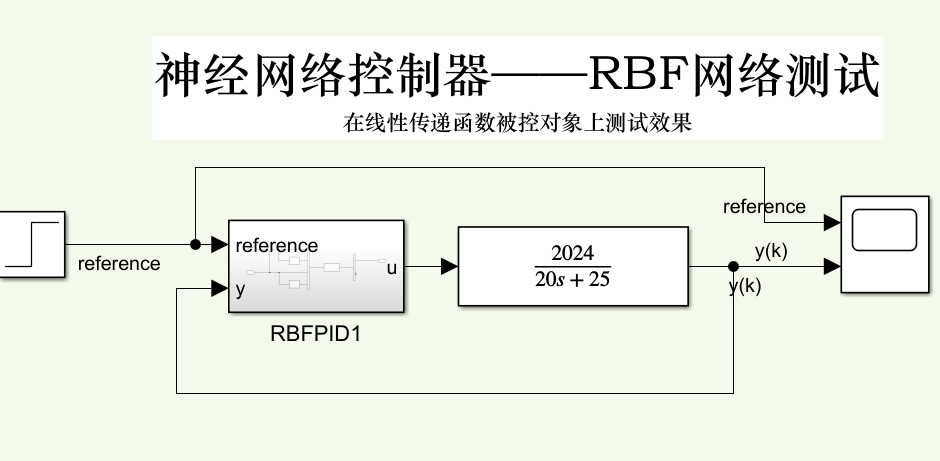 神经网络控制器——RBF网络测试
在线性传递函数被控对象上测试效果
reference
reference
reference
y
u
RBFPID1
2024
20s + 25
reference
y(k)
y(k)